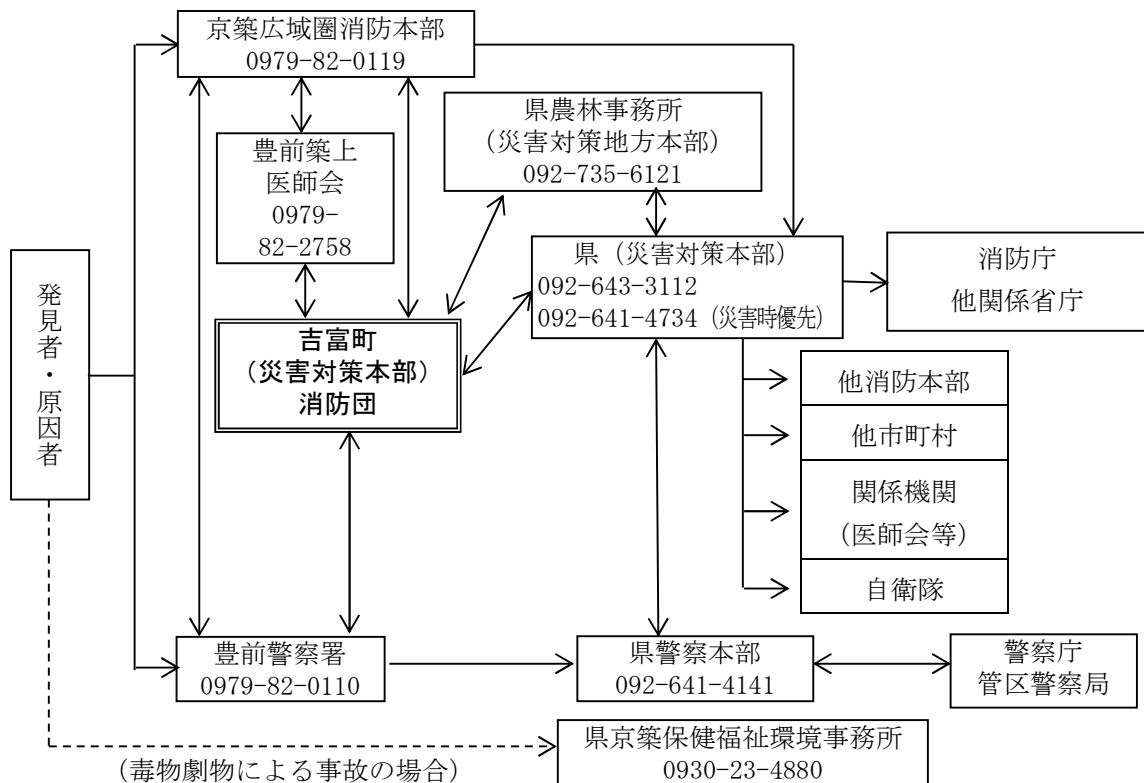 京築広域圏消防本部
0979-82-0119
県農林事務所
（災害対策地方本部）
092-735-6121
豊前築上
医師会
0979-
82-2758
県（災害対策本部）
092-643-3112
092-641-4734（災害時優先）
消防庁
他関係省庁
発見者・原因者
吉富町
（災害対策本部）
消防団
他消防本部
他市町村
関係機関
（医師会等）
自衛隊
豊前警察署
0979-82-0110
県警察本部
092-641-4141
警察庁
管区警察局
県京築保健福祉環境事務所
0930-23-4880
（毒物劇物による事故の場合）